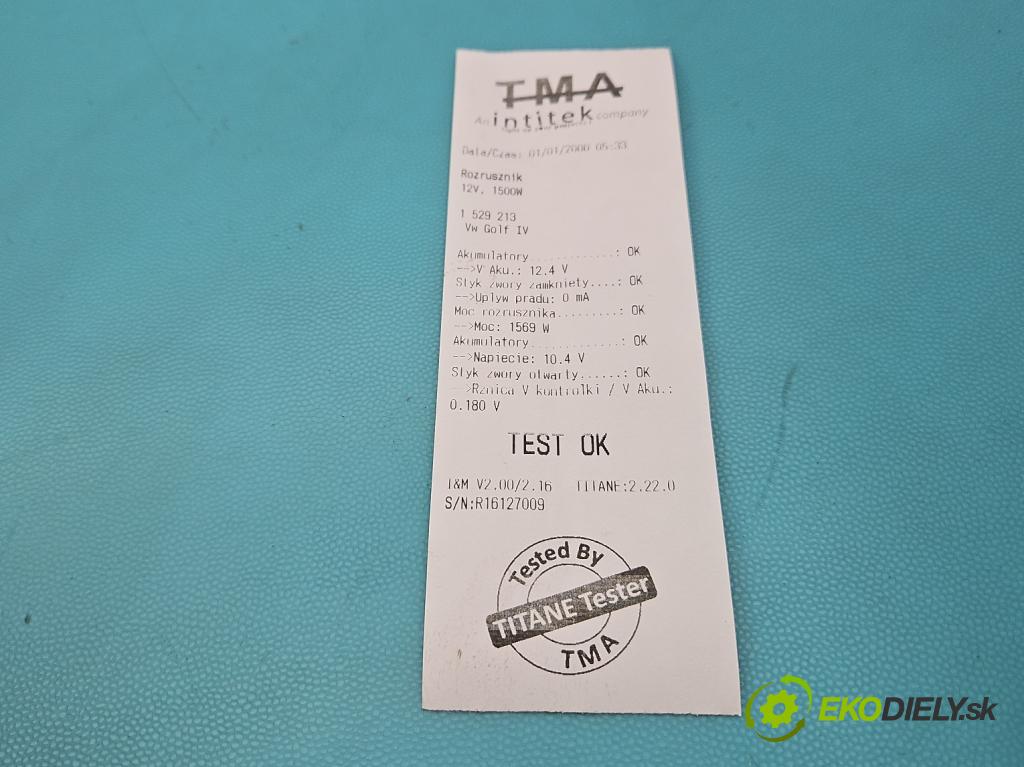 TMA
An intitek company
Data/Czas: 01/01/2000 05:33
Rozrusznik
12V, 1500W
1 529 213
Vw Golf IV
Akumulatory............: OK
-->V Aku.: 12.4 V
Styk zwory zamkniety....: OK
-->Uplyw pradu: 0 mA
Moc rozrusznika.........: OK
-->Moc: 1569 W
Akumulatory.............: OK
-->Napiecie: 10.4 V
Styk zwory otwarty......: OK
-->Rznica V kontrolki / V Aku.:
0.180 V
TEST OK
T&M V2.00/2.16 TITANE:2.22.0
S/N:R16127009
Tested By
TITANE Tester
TMA
EKODIELY.sk